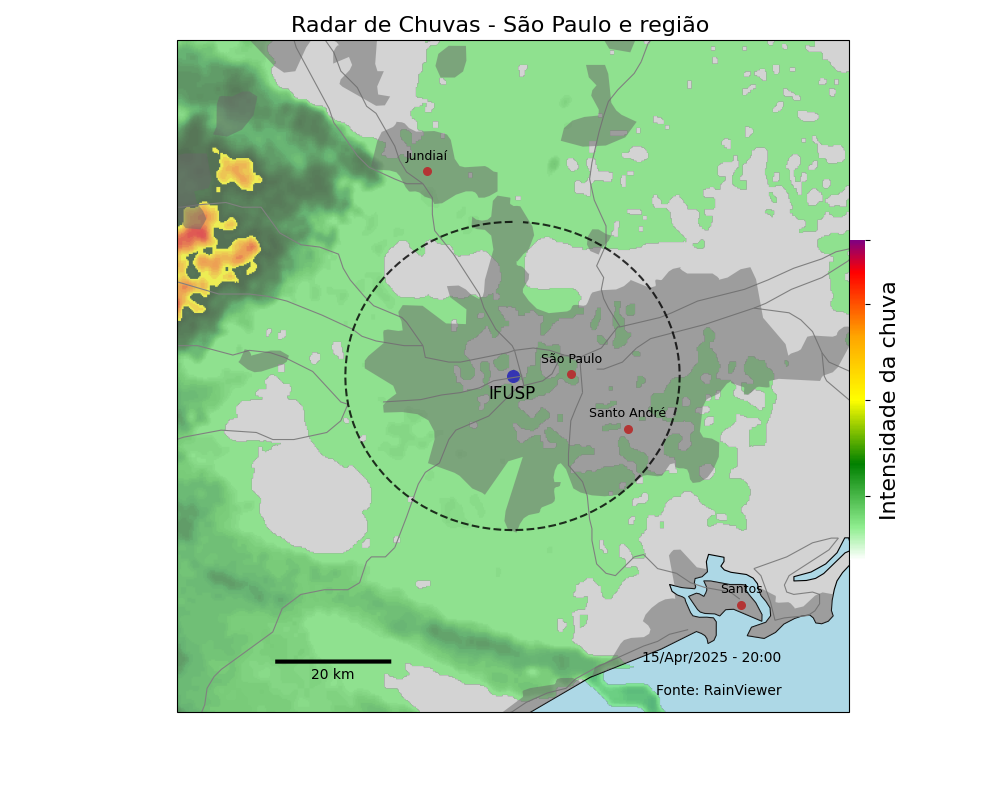 Radar de Chuvas - São Paulo e região
Jundiaí
São Paulo
IFUSP
Santo André
Santos
15/Apr/2025 - 20:00
20 km
Fonte: RainViewer
Intensidade da chuva